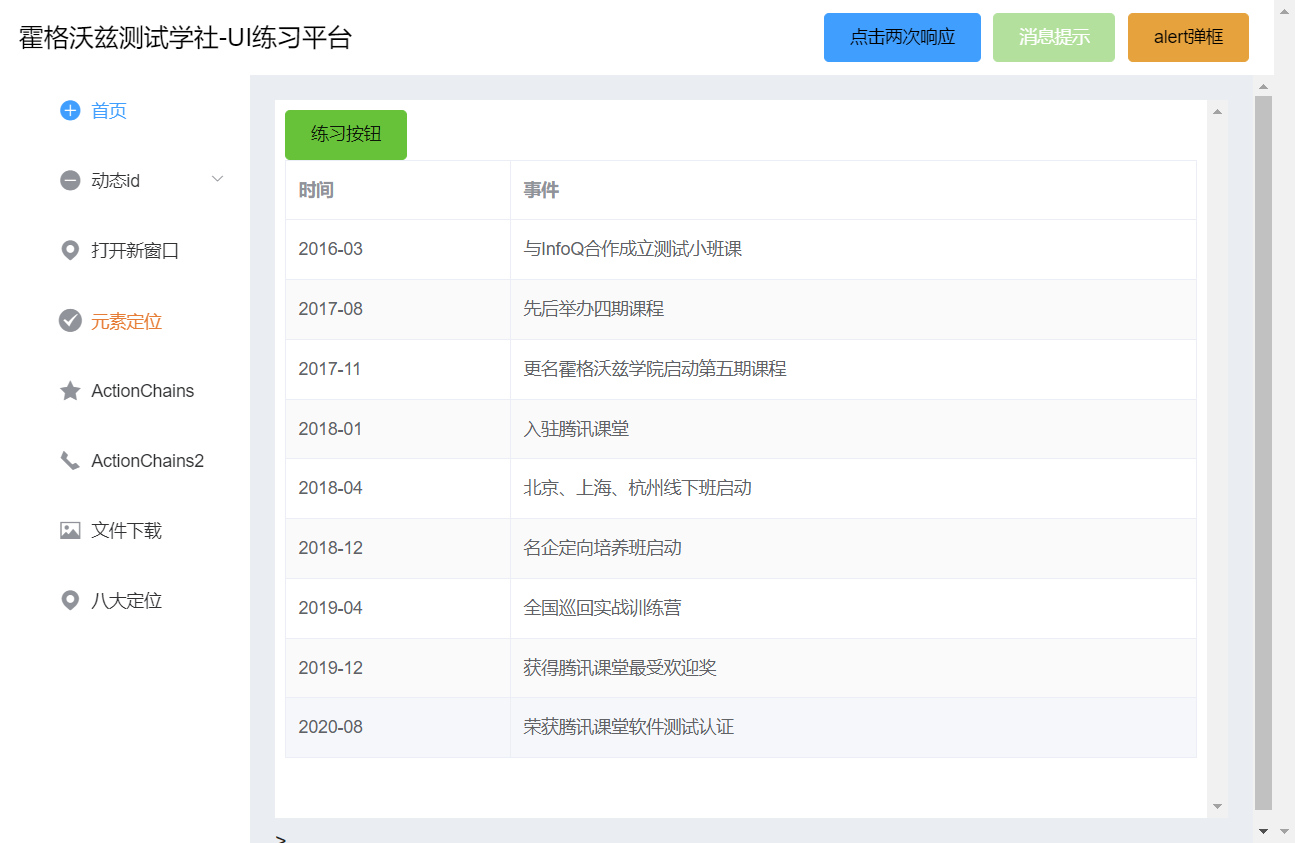 霍格沃兹测试学社-UI练习平台
点击两次响应
消息提示
alert弹框
首页
动态id
打开新窗口
元素定位
ActionChains
ActionChains2
文件下载
八大定位
练习按钮
时间 事件
2016-03 与InfoQ合作成立测试小班课
2017-08 先后举办四期课程
2017-11 更名霍格沃兹学院启动第五期课程
2018-01 入驻腾讯课堂
2018-04 北京、上海、杭州线下班启动
2018-12 名企定向培养班启动
2019-04 全国巡回实战训练营
2019-12 获得腾讯课堂最受欢迎奖
2020-08 荣获腾讯课堂软件测试认证
>